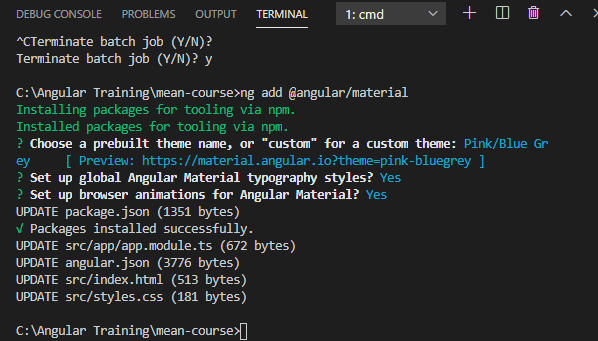 DEBUG CONSOLE PROBLEMS OUTPUT TERMINAL 1: cmd
^CTerminate batch job (Y/N)?
Terminate batch job (Y/N)? y
C:\Angular Training\mean-course>ng add @angular/material
Installing packages for tooling via npm.
Installed packages for tooling via npm.
? Choose a prebuilt theme name, or "custom" for a custom theme: Pink/Blue Gr
ey [ Preview: https://material.angular.io?theme=pink-bluegrey ]
? Set up global Angular Material typography styles? Yes
? Set up browser animations for Angular Material? Yes
UPDATE package.json (1351 bytes)
√ Packages installed successfully.
UPDATE src/app/app.module.ts (672 bytes)
UPDATE angular.json (3776 bytes)
UPDATE src/index.html (513 bytes)
UPDATE src/styles.css (181 bytes)
C:\Angular Training\mean-course>